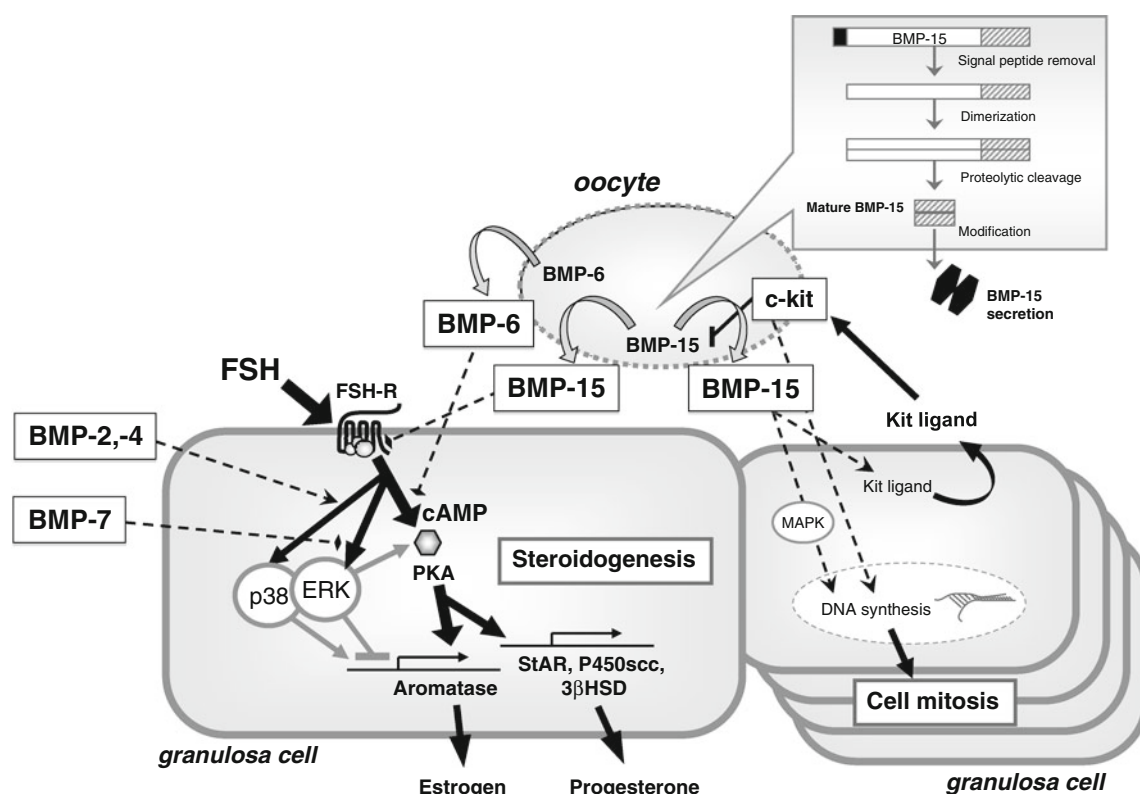 BMP-15
Signal peptide removal
Dimerization
Proteolytic cleavage
Mature BMP-15
Modification
BMP-15
secretion
oocyte
BMP-6
BMP-6
c-kit
BMP-15
BMP-15
BMP-15
FSH
FSH-R
BMP-2,-4
BMP-7
cAMP
PKA
p38
ERK
Steroidogenesis
Aromatase
StAR, P450scc,
3βHSD
granulosa cell
Estrogen
Progesterone
Kit ligand
Kit ligand
MAPK
DNA synthesis
Cell mitosis
granulosa cell